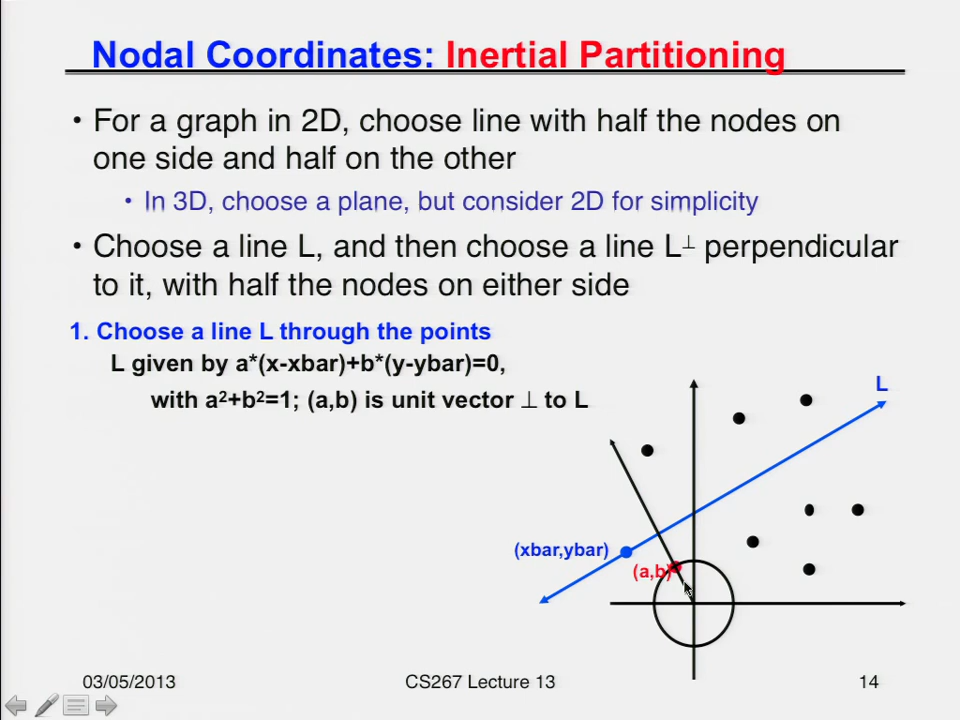 Nodal Coordinates: Inertial Partitioning
• For a graph in 2D, choose line with half the nodes on
one side and half on the other
• In 3D, choose a plane, but consider 2D for simplicity
• Choose a line L, and then choose a line L⊥ perpendicular
to it, with half the nodes on either side
1. Choose a line L through the points
L given by a*(x-xbar)+b*(y-ybar)=0,
with a²+b²=1; (a,b) is unit vector ⊥ to L
L
(xbar,ybar)
(a,b)
03/05/2013 CS267 Lecture 13 14